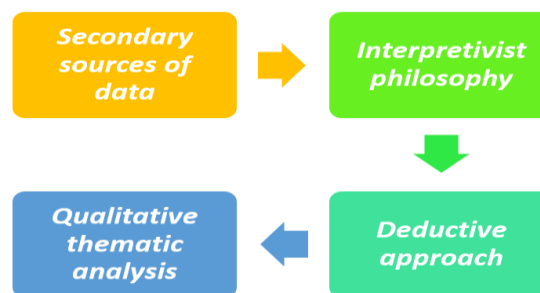 Secondary
sources of
data
Interpretivist
philosophy
Deductive
approach
Qualitative
thematic
analysis